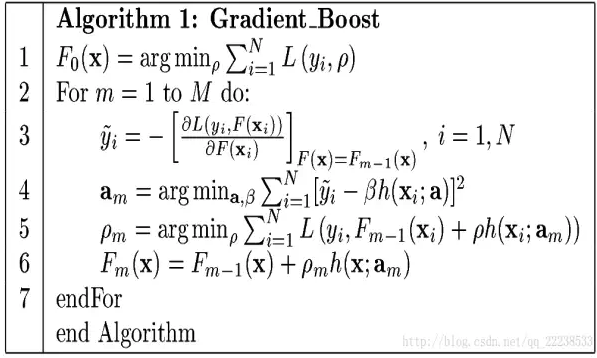 Algorithm 1: Gradient_Boost
1 F₀(x) = arg min_ρ ∑_{i=1}^{N} L(y_i, ρ)
2 For m = 1 to M do:
3 ỹ_i = −[∂L(y_i, F(x_i)) / ∂F(x_i)]_{F(x)=F_{m−1}(x)}, i = 1, N
4 a_m = arg min_{a,β} ∑_{i=1}^{N} [ỹ_i − βh(x_i; a)]²
5 ρ_m = arg min_ρ ∑_{i=1}^{N} L(y_i, F_{m−1}(x_i) + ρh(x_i; a_m))
6 F_m(x) = F_{m−1}(x) + ρ_m h(x; a_m)
7 endFor
end Algorithm
http://blog.csdn.net/qq_22238533